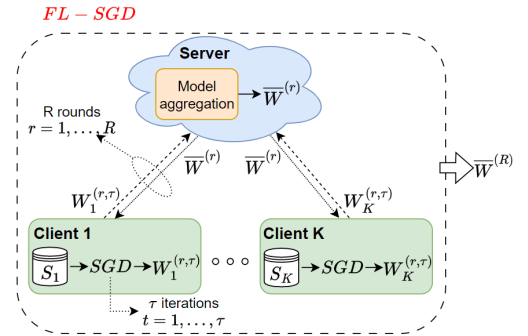 FL − SGD
Server
Model
aggregation
W̅^(r)
R rounds
r = 1, . . . , R
W̅^(r)
W̅^(r)
W̅^(R)
W_1^(r,τ)
W_K^(r,τ)
Client 1
S_1 SGD W_1^(r,τ)
Client K
S_K SGD W_K^(r,τ)
τ iterations
t = 1, . . . , τ